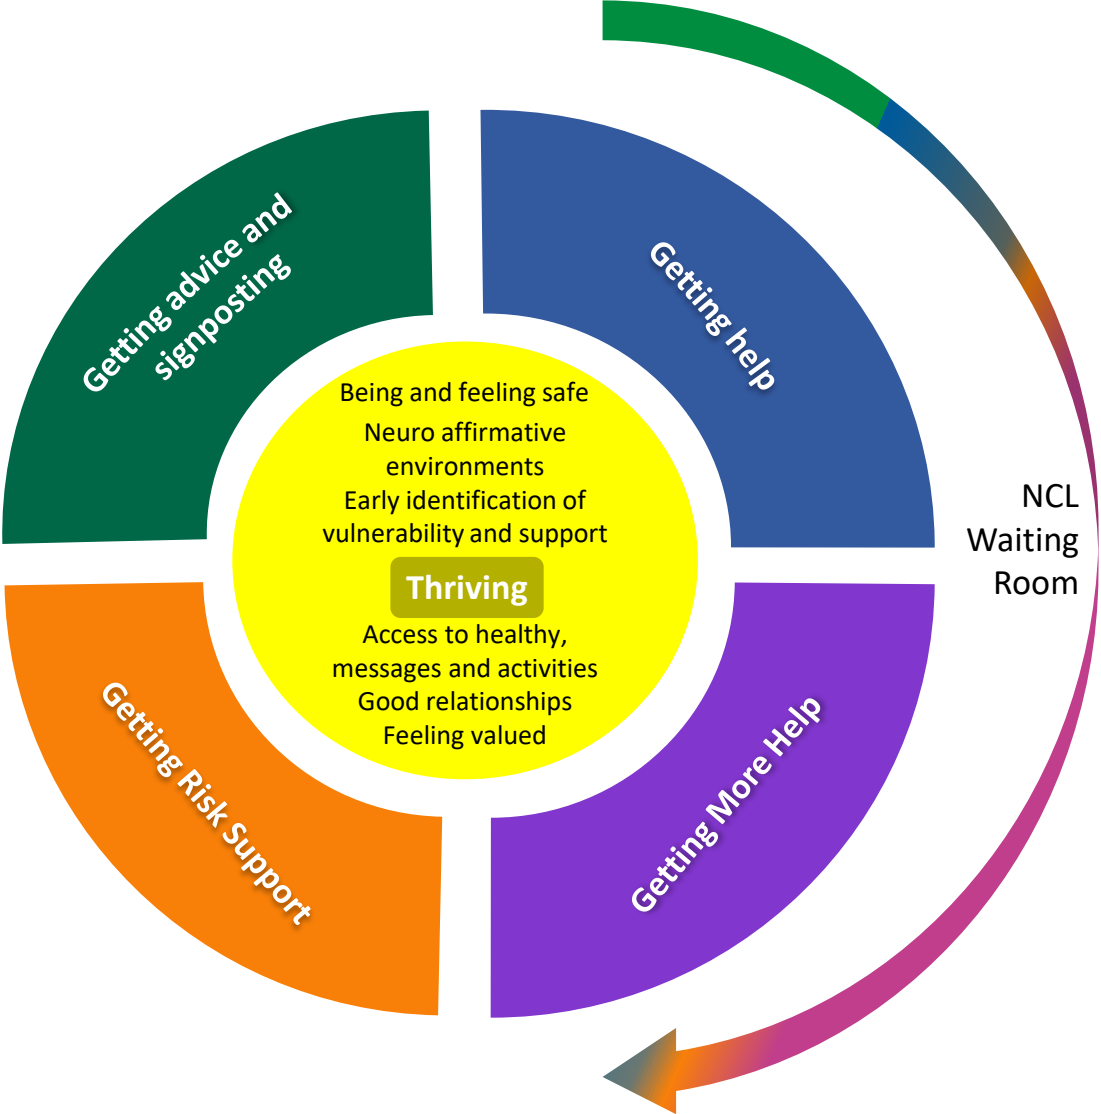 Getting advice and
signposting
Getting help
Being and feeling safe
Neuro affirmative
environments
Early identification of
vulnerability and support
Thriving
Access to healthy,
messages and activities
Good relationships
Feeling valued
NCL
Waiting
Room
Getting Risk Support
Getting More Help